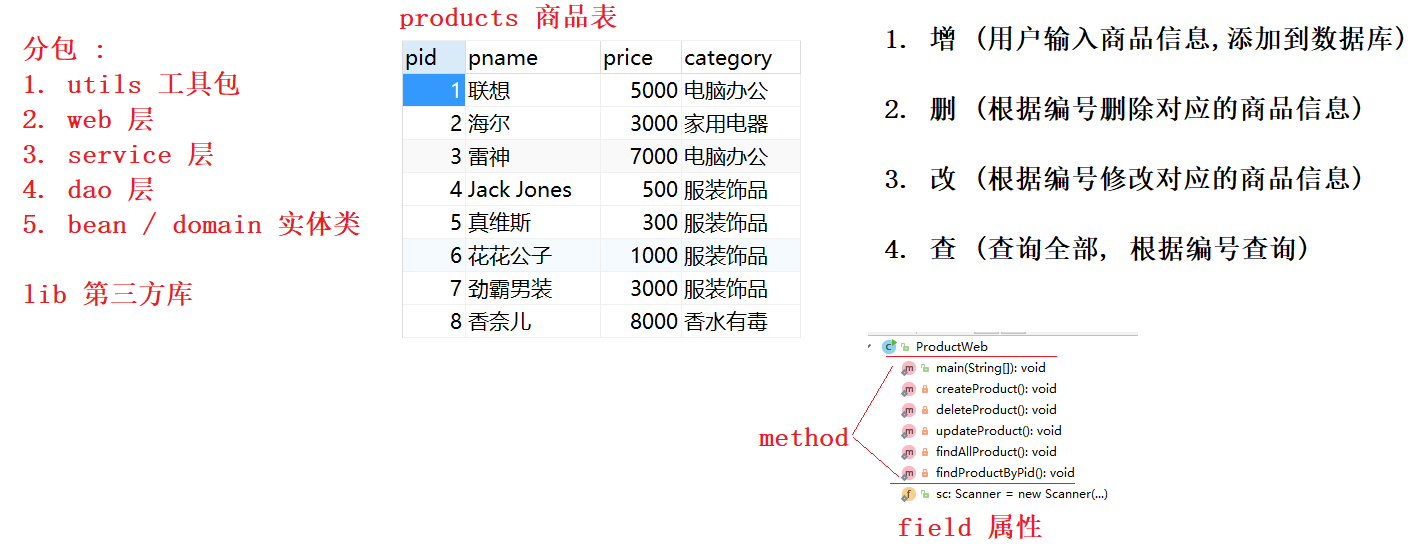 分包 :
1. utils 工具包
2. web 层
3. service 层
4. dao 层
5. bean / domain 实体类
lib 第三方库
products 商品表
pid pname price category
1 联想 5000 电脑办公
2 海尔 3000 家用电器
3 雷神 7000 电脑办公
4 Jack Jones 500 服装饰品
5 真维斯 300 服装饰品
6 花花公子 1000 服装饰品
7 劲霸男装 3000 服装饰品
8 香奈儿 8000 香水有毒
1. 增 (用户输入商品信息,添加到数据库)
2. 删 (根据编号删除对应的商品信息)
3. 改 (根据编号修改对应的商品信息)
4. 查 (查询全部, 根据编号查询)
ProductWeb
main(String[]): void
createProduct(): void
deleteProduct(): void
updateProduct(): void
findAllProduct(): void
findProductByPid(): void
sc: Scanner = new Scanner(...)
method
field 属性